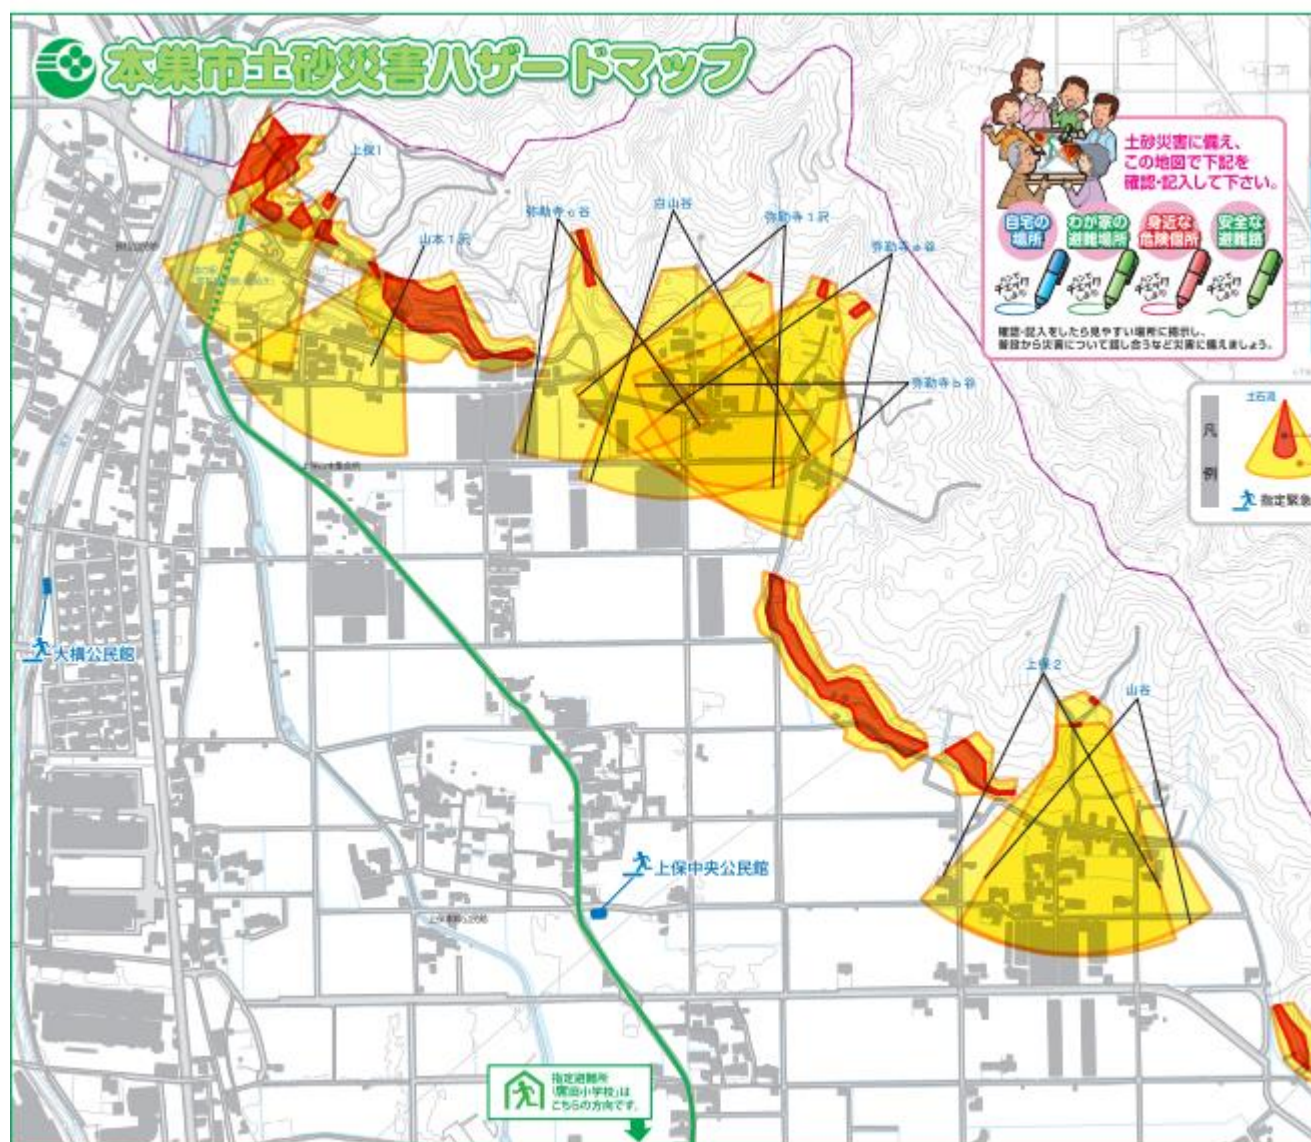 本巣市土砂災害ハザードマップ
土砂災害に備え、
この地図で下記を
確認・記入して下さい。
自宅の
場所
わが家の
避難場所
身近な
危険個所
安全な
避難路
確認・記入をしたら見やすい場所に掲示し、
普段から災害について話し合うなど災害に備えましょう。
上保1
山本1沢
弥勒寺c谷
白山谷
弥勒寺1沢
弥勒寺a谷
弥勒寺b谷
凡
例
土石流
指定緊急
大橋公民館
上保2
山谷
上保中央公民館
指定避難所
こちらの方向です。